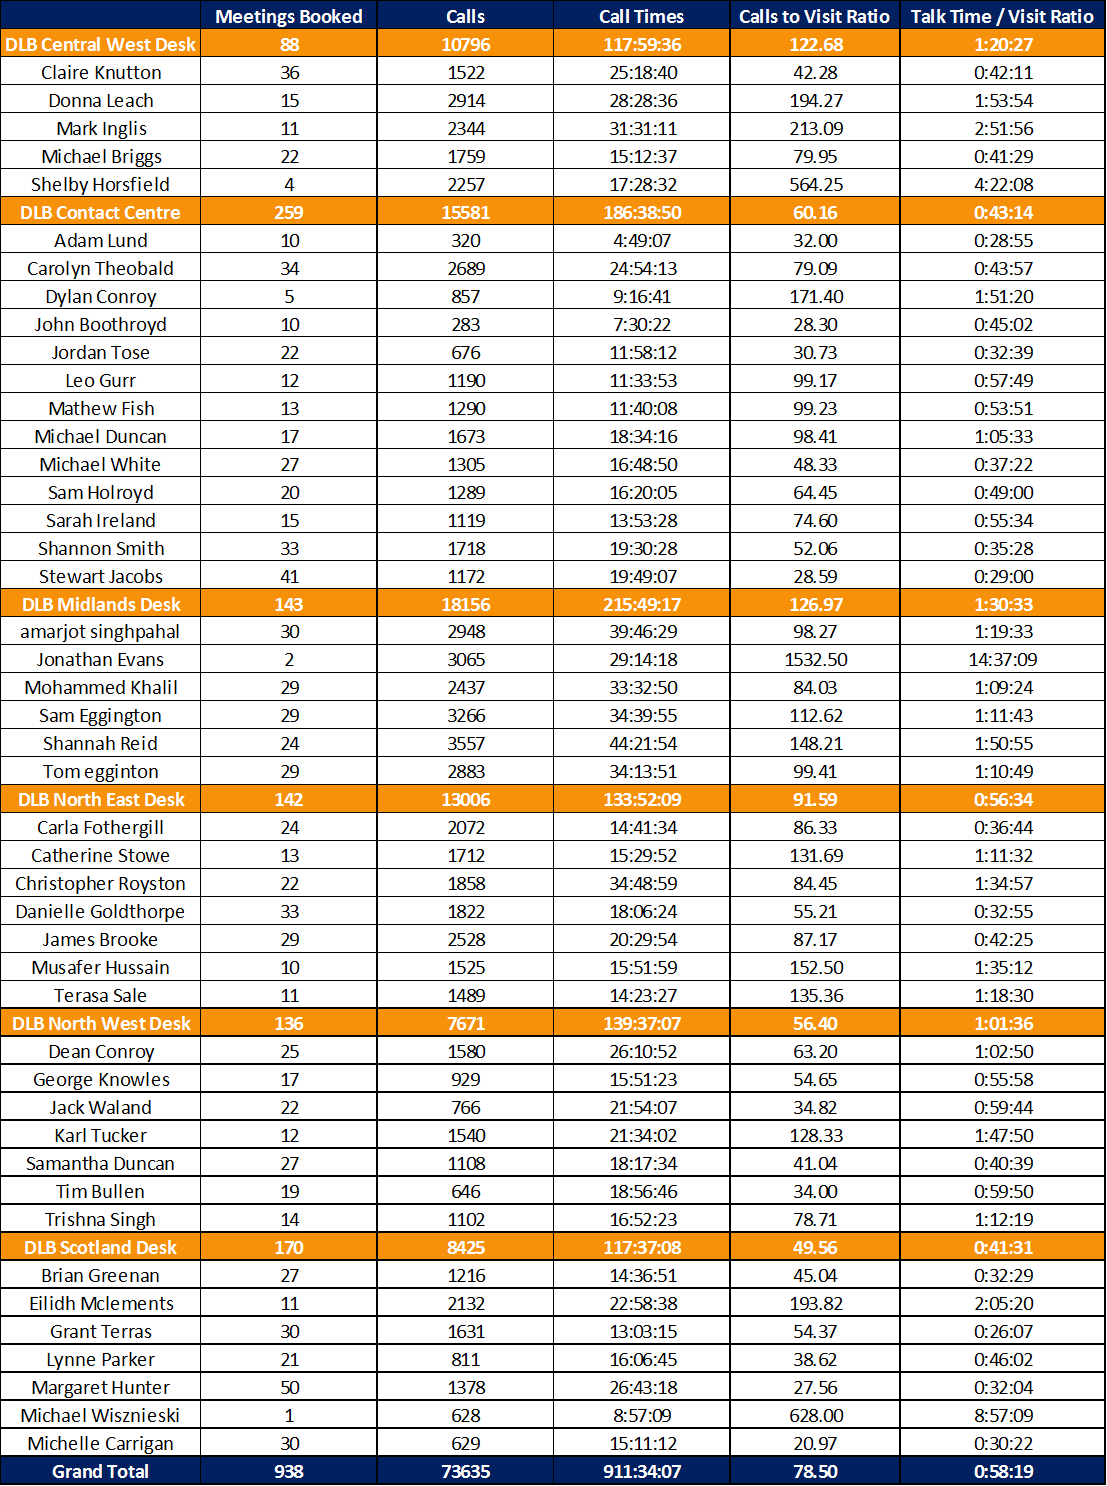 Meetings Booked Calls Call Times Calls to Visit Ratio Talk Time / Visit Ratio
DLB Central West Desk 88 10796 117:59:36 122.68 1:20:27
Claire Knutton 36 1522 25:18:40 42.28 0:42:11
Donna Leach 15 2914 28:28:36 194.27 1:53:54
Mark Inglis 11 2344 31:31:11 213.09 2:51:56
Michael Briggs 22 1759 15:12:37 79.95 0:41:29
Shelby Horsfield 4 2257 17:28:32 564.25 4:22:08
DLB Contact Centre 259 15581 186:38:50 60.16 0:43:14
Adam Lund 10 320 4:49:07 32.00 0:28:55
Carolyn Theobald 34 2689 24:54:13 79.09 0:43:57
Dylan Conroy 5 857 9:16:41 171.40 1:51:20
John Boothroyd 10 283 7:30:22 28.30 0:45:02
Jordan Tose 22 676 11:58:12 30.73 0:32:39
Leo Gurr 12 1190 11:33:53 99.17 0:57:49
Mathew Fish 13 1290 11:40:08 99.23 0:53:51
Michael Duncan 17 1673 18:34:16 98.41 1:05:33
Michael White 27 1305 16:48:50 48.33 0:37:22
Sam Holroyd 20 1289 16:20:05 64.45 0:49:00
Sarah Ireland 15 1119 13:53:28 74.60 0:55:34
Shannon Smith 33 1718 19:30:28 52.06 0:35:28
Stewart Jacobs 41 1172 19:49:07 28.59 0:29:00
DLB Midlands Desk 143 18156 215:49:17 126.97 1:30:33
amarjot singhpahal 30 2948 39:46:29 98.27 1:19:33
Jonathan Evans 2 3065 29:14:18 1532.50 14:37:09
Mohammed Khalil 29 2437 33:32:50 84.03 1:09:24
Sam Eggington 29 3266 34:39:55 112.62 1:11:43
Shannah Reid 24 3557 44:21:54 148.21 1:50:55
Tom egginton 29 2883 34:13:51 99.41 1:10:49
DLB North East Desk 142 13006 133:52:09 91.59 0:56:34
Carla Fothergill 24 2072 14:41:34 86.33 0:36:44
Catherine Stowe 13 1712 15:29:52 131.69 1:11:32
Christopher Royston 22 1858 34:48:59 84.45 1:34:57
Danielle Goldthorpe 33 1822 18:06:24 55.21 0:32:55
James Brooke 29 2528 20:29:54 87.17 0:42:25
Musafer Hussain 10 1525 15:51:59 152.50 1:35:12
Terasa Sale 11 1489 14:23:27 135.36 1:18:30
DLB North West Desk 136 7671 139:37:07 56.40 1:01:36
Dean Conroy 25 1580 26:10:52 63.20 1:02:50
George Knowles 17 929 15:51:23 54.65 0:55:58
Jack Waland 22 766 21:54:07 34.82 0:59:44
Karl Tucker 12 1540 21:34:02 128.33 1:47:50
Samantha Duncan 27 1108 18:17:34 41.04 0:40:39
Tim Bullen 19 646 18:56:46 34.00 0:59:50
Trishna Singh 14 1102 16:52:23 78.71 1:12:19
DLB Scotland Desk 170 8425 117:37:08 49.56 0:41:31
Brian Greenan 27 1216 14:36:51 45.04 0:32:29
Eilidh Mclements 11 2132 22:58:38 193.82 2:05:20
Grant Terras 30 1631 13:03:15 54.37 0:26:07
Lynne Parker 21 811 16:06:45 38.62 0:46:02
Margaret Hunter 50 1378 26:43:18 27.56 0:32:04
Michael Wisznieski 1 628 8:57:09 628.00 8:57:09
Michelle Carrigan 30 629 15:11:12 20.97 0:30:22
Grand Total 938 73635 911:34:07 78.50 0:58:19